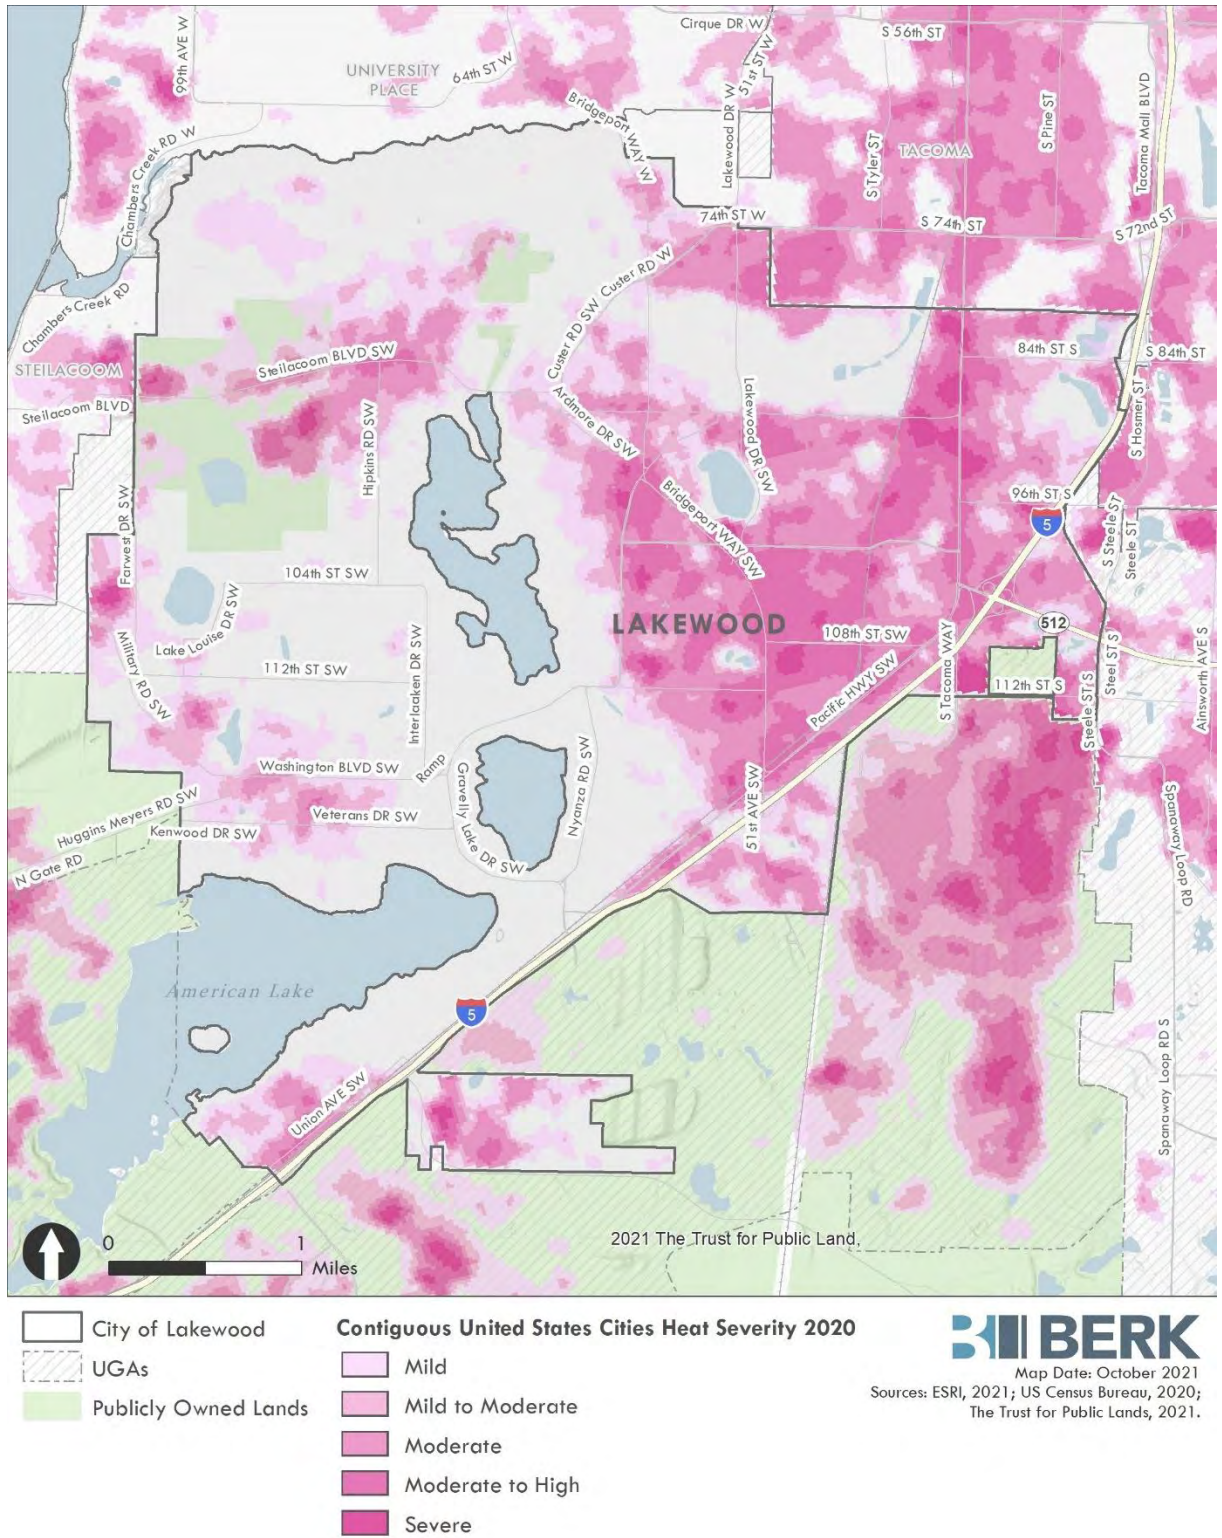 Cirque DR W
S 56th ST
99th AVE W
UNIVERSITY
PLACE
64th ST W
51st ST W
Tacoma Mall BLVD
S Pine ST
Bridgeport WAY W
Lakewood DR W
S Tyler ST
TACOMA
Chambers Creek RD W
74th ST W
S 74th ST
S 72nd ST
Custer RD W
Chambers Creek RD
Custer RD SW
84th ST S
S 84th ST
STEILACOOM
Steilacoom BLVD SW
Steilacoom BLVD
Ardmore DR SW
Lakewood DR SW
S Hosmer ST
Hipkins RD SW
Bridgeport WAY SW
96th ST S
5
S Steele ST
Steele ST
Farwest DR SW
104th ST SW
LAKEWOOD
108th ST SW
512
Lake Louise DR SW
Military RD SW
112th ST SW
Interlaaken DR SW
Pacific HWY SW
S Tacoma WAY
112th ST S
Steele ST S
Steel ST S
Ainsworth AVE S
Washington BLVD SW
Ramp
Gravelly Lake DR SW
Nyanza RD SW
51st AVE SW
Huggins Meyers RD SW
Veterans DR SW
Kenwood DR SW
N Gate RD
Spanaway Loop RD
American Lake
5
Union AVE SW
Spanaway Loop RD S
2021 The Trust for Public Land,
0 1
Miles
City of Lakewood
UGAs
Publicly Owned Lands
Contiguous United States Cities Heat Severity 2020
Mild
Mild to Moderate
Moderate
Moderate to High
Severe
BERK
Map Date: October 2021
Sources: ESRI, 2021; US Census Bureau, 2020;
The Trust for Public Lands, 2021.